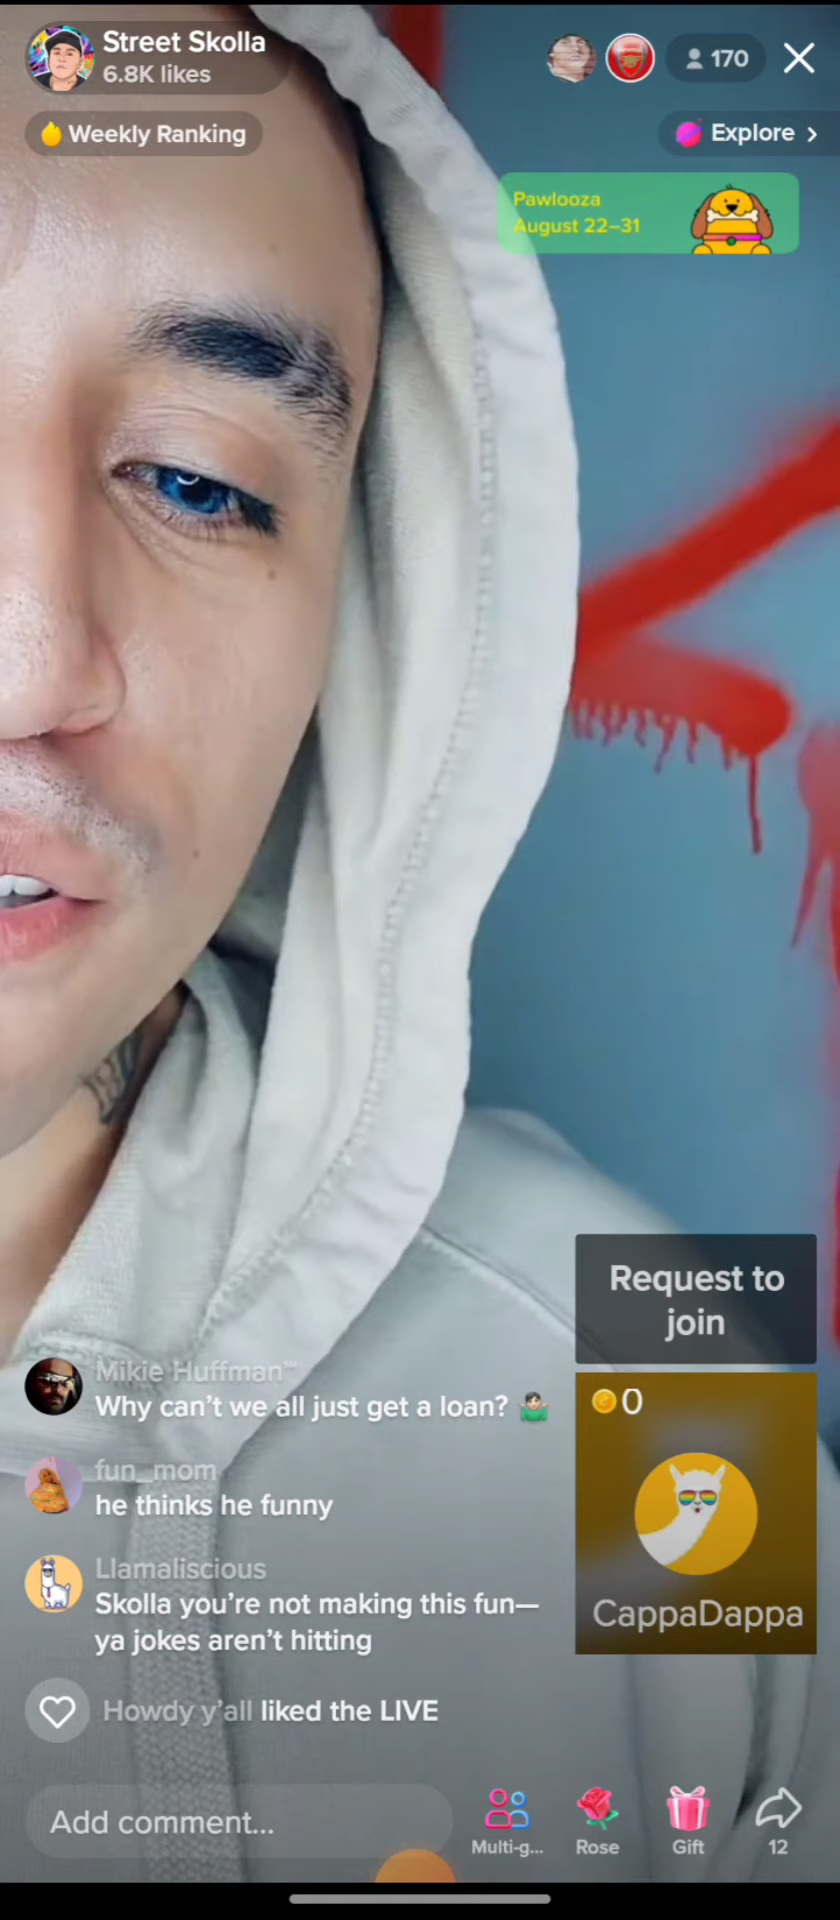 Street Skolla
6.8K likes
170
Weekly Ranking
Explore >
Pawlooza
August 22–31
Request to
join
Mikie Huffman℠
Why can’t we all just get a loan? 🤷🏻‍♂️
0
fun_mom
he thinks he funny
Llamaliscious
Skolla you’re not making this fun—
ya jokes aren’t hitting
CappaDappa
Howdy y’all liked the LIVE
Add comment...
Multi-g...
Rose
Gift
12